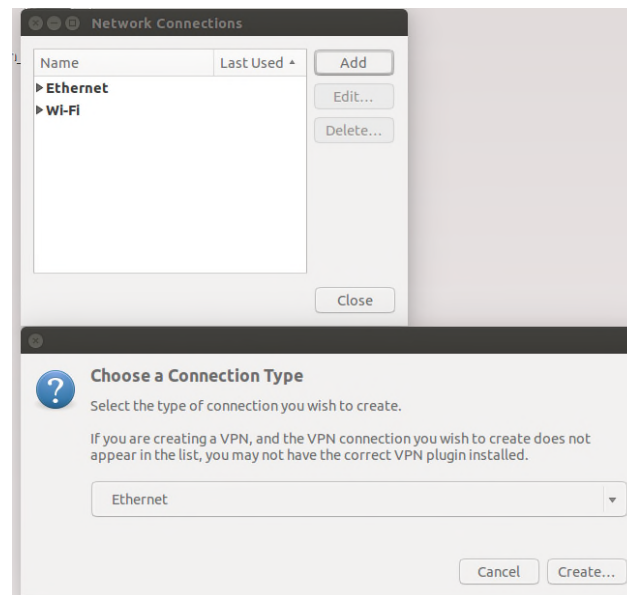 Network Connections
Name Last Used Add
Ethernet Edit...
Wi-Fi
Delete...
Close
Choose a Connection Type
Select the type of connection you wish to create.
If you are creating a VPN, and the VPN connection you wish to create does not
appear in the list, you may not have the correct VPN plugin installed.
Ethernet
Cancel Create...